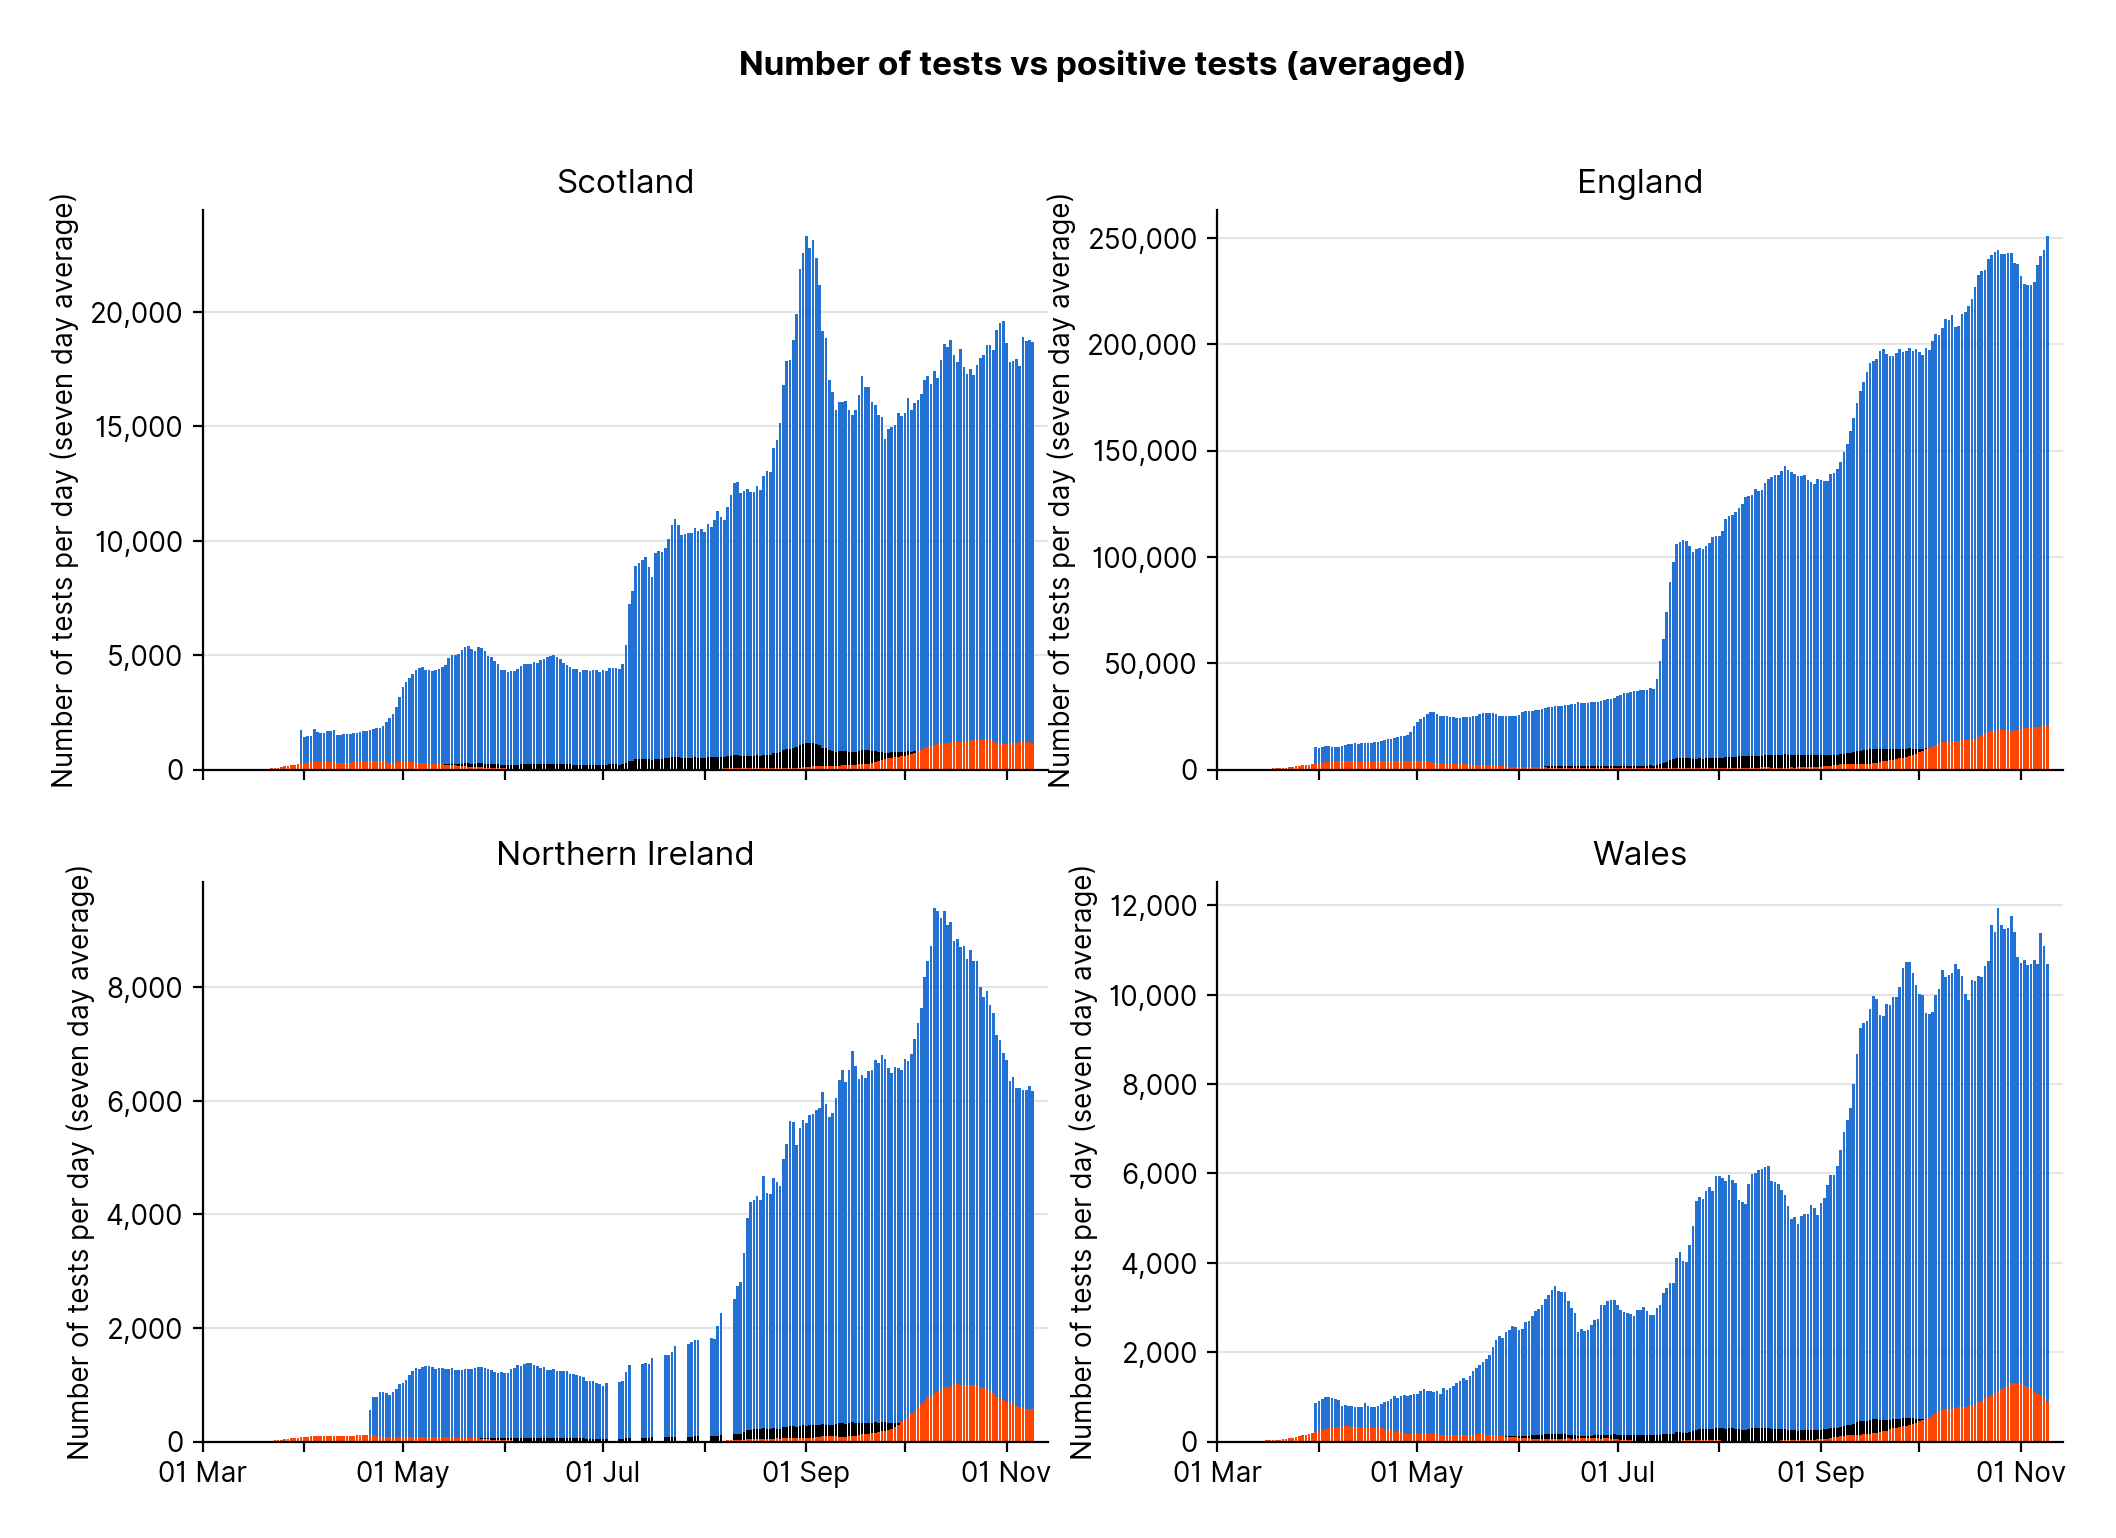 Number of tests vs positive tests (averaged)
Scotland
Number of tests per day (seven day average)
20,000
15,000
10,000
5,000
0
England
Number of tests per day (seven day average)
250,000
200,000
150,000
100,000
50,000
0
Northern Ireland
Number of tests per day (seven day average)
8,000
6,000
4,000
2,000
0
01 Mar 01 May 01 Jul 01 Sep 01 Nov
Wales
Number of tests per day (seven day average)
12,000
10,000
8,000
6,000
4,000
2,000
0
01 Mar 01 May 01 Jul 01 Sep 01 Nov